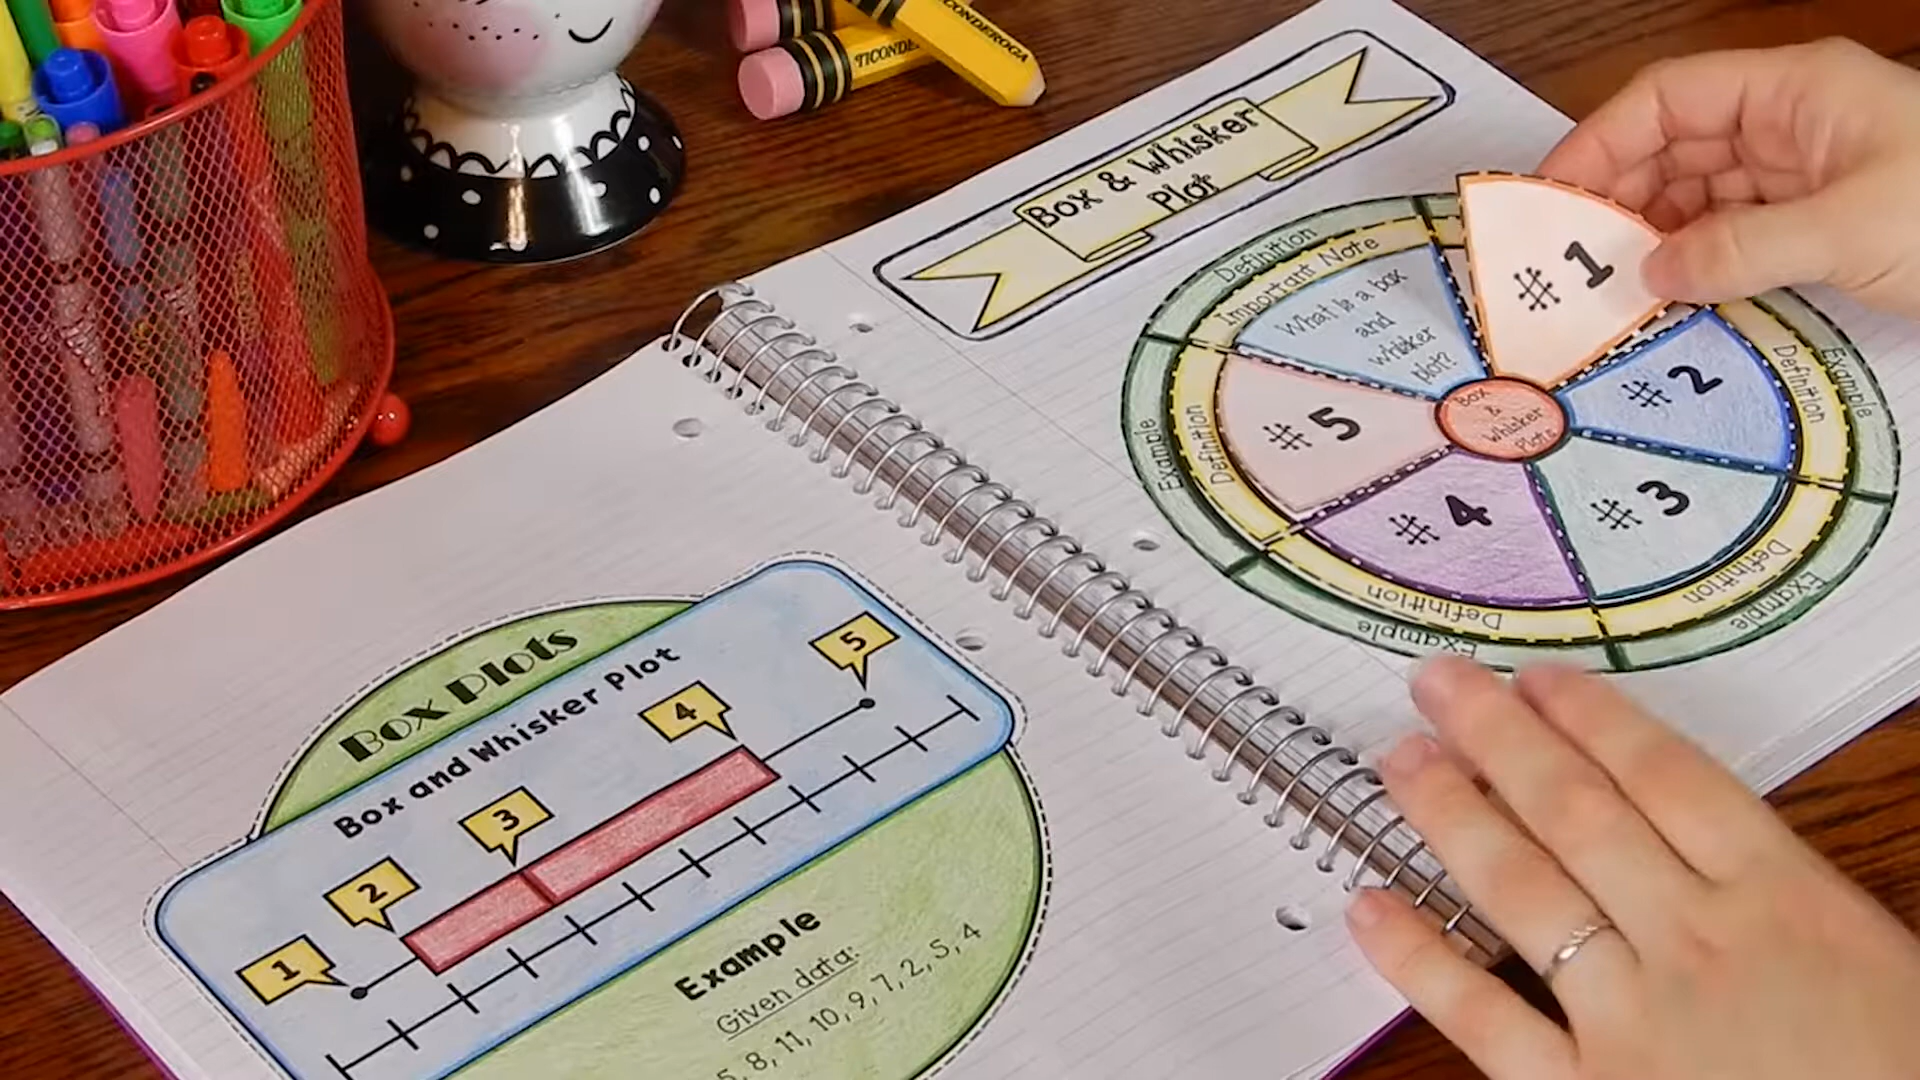 TICONDE
CONDEROGA
Box & Whisker
Plot
Definition
Important Note
What is a box
and
whisker
plot?
# 1
# 2
Definition
Example
# 3
Definition
Example
# 4
Definition
Example
# 5
Definition
Example
Box
&
Whisker
Plots
Box Plots
Box and Whisker Plot
1
2
3
4
5
Example
Given data:
5, 8, 11, 10, 9, 7, 2, 5, 4